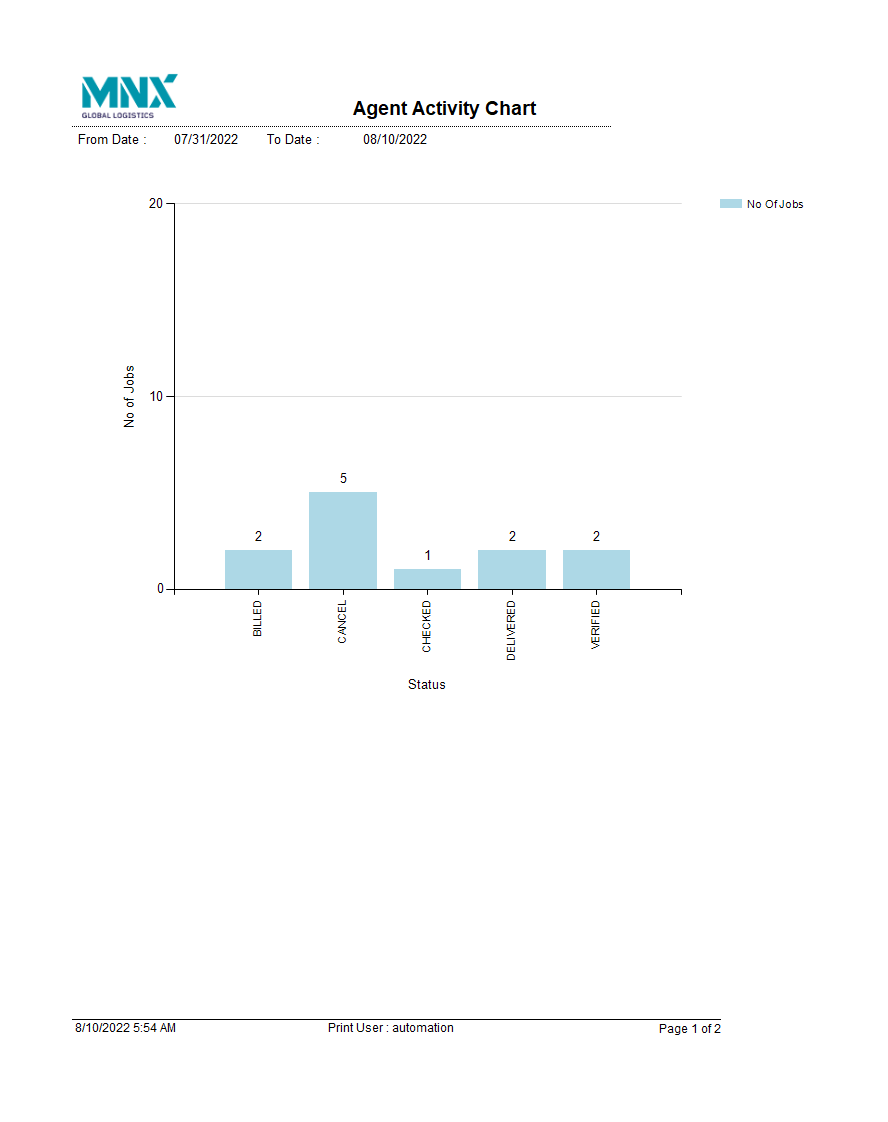 MNX
GLOBAL LOGISTICS
Agent Activity Chart
From Date : 07/31/2022 To Date : 08/10/2022
20
No Of Jobs
10
No of Jobs
5
2
2
2
1
0
BILLED
CANCEL
CHECKED
DELIVERED
VERIFIED
Status
8/10/2022 5:54 AM Print User : automation Page 1 of 2